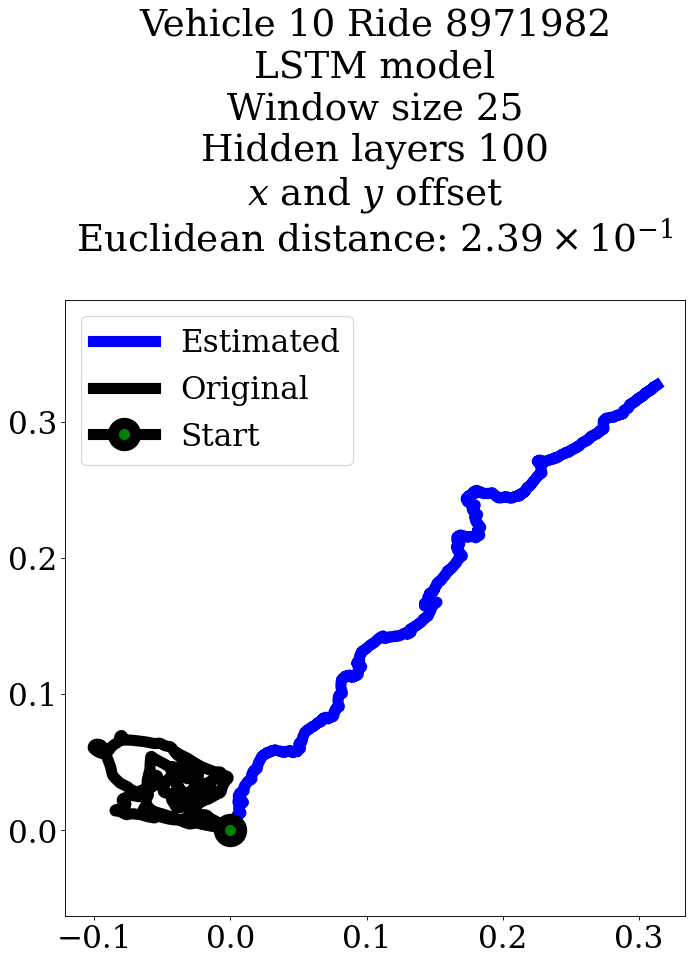 Vehicle 10 Ride 8971982
LSTM model
Window size 25
Hidden layers 100
x and y offset
Euclidean distance: 2.39 × 10⁻¹
Estimated
Original
Start
0.3
0.2
0.1
0.0
−0.1 0.0 0.1 0.2 0.3